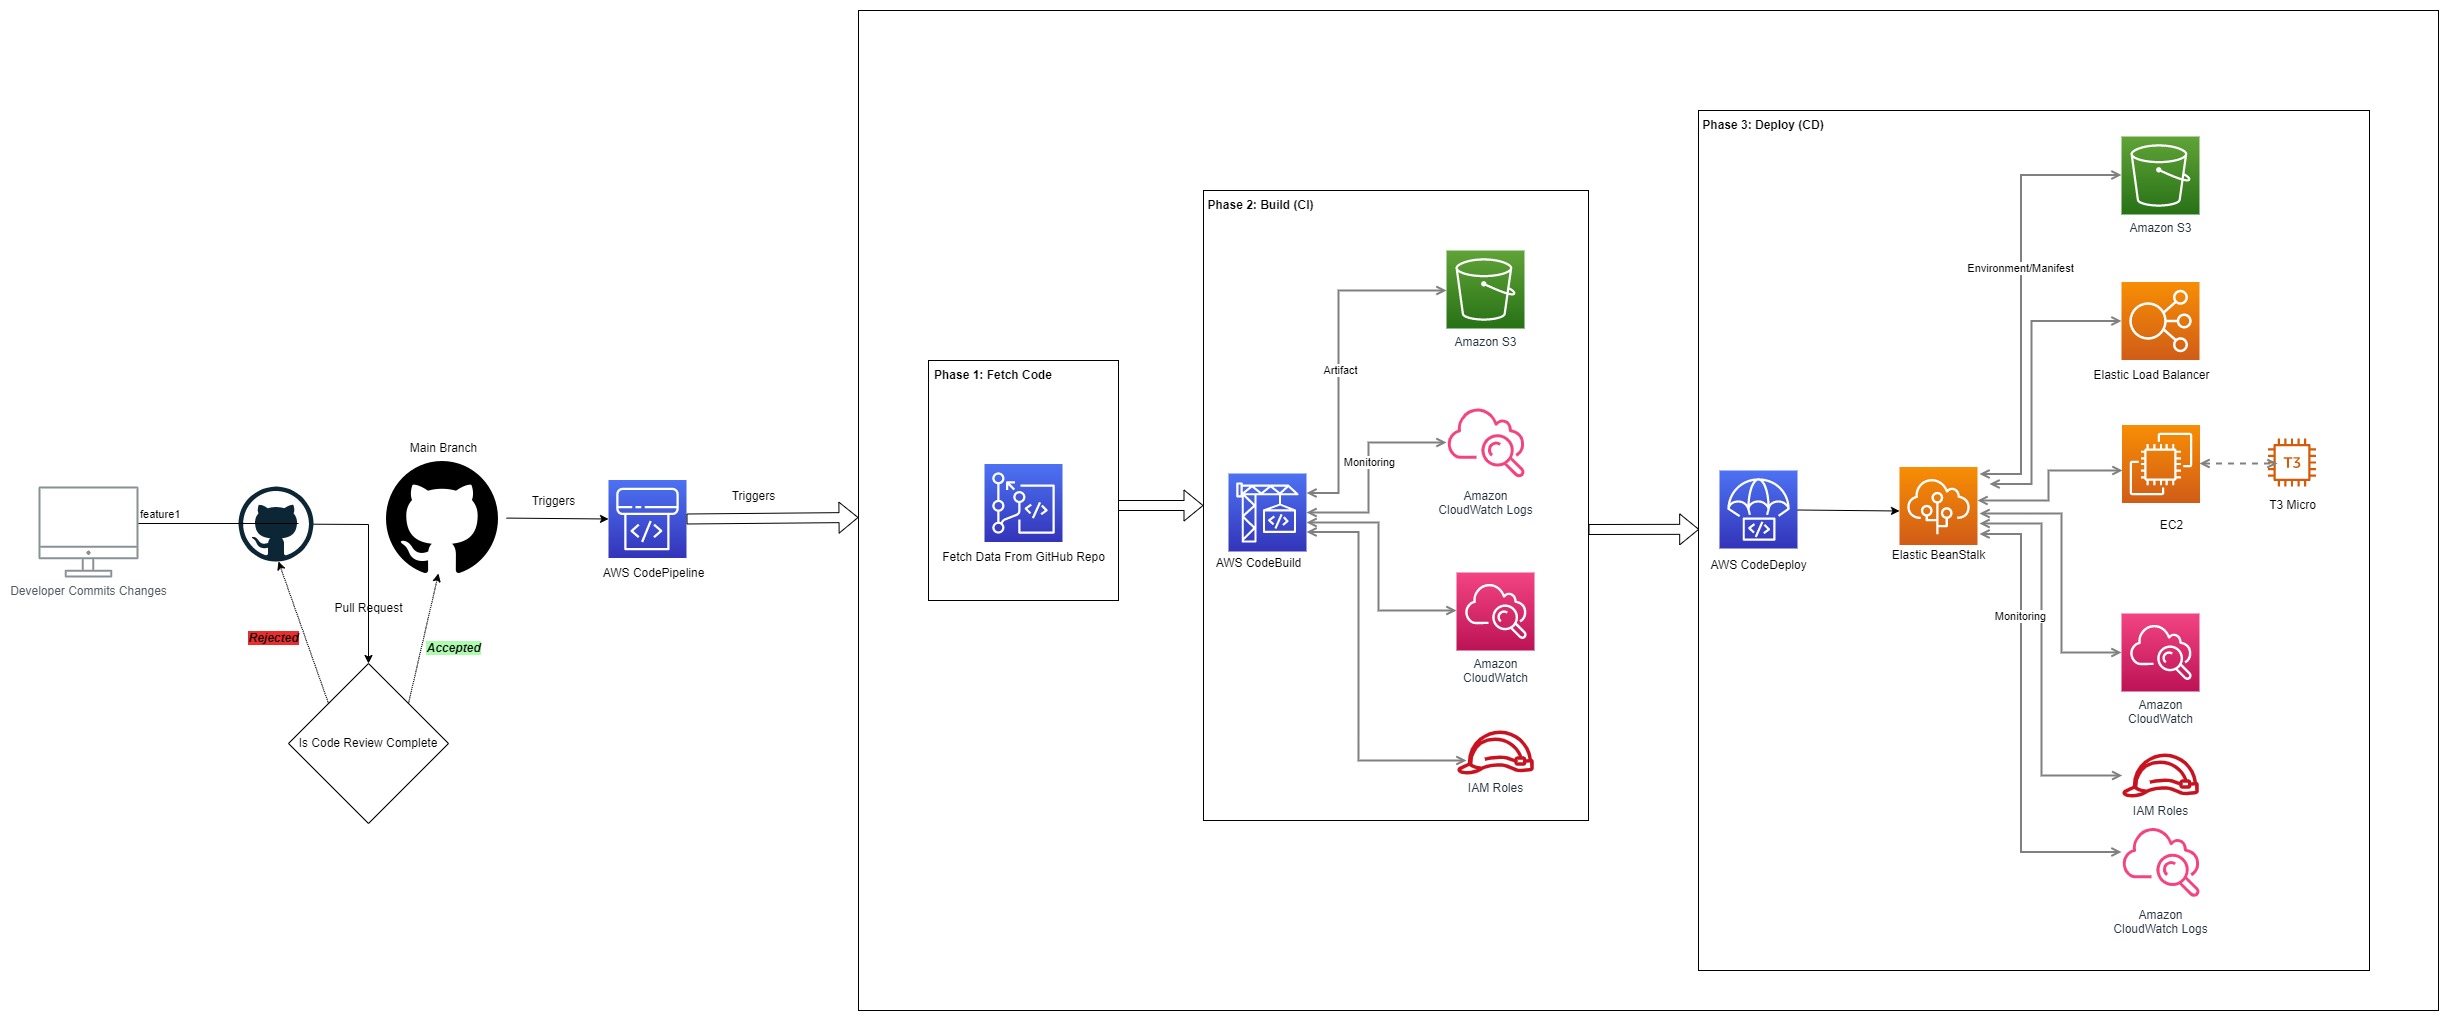 Developer Commits Changes
feature1
Pull Request
Rejected
Accepted
Is Code Review Complete
Main Branch
Triggers
AWS CodePipeline
Triggers
Phase 1: Fetch Code
Fetch Data From GitHub Repo
Phase 2: Build (CI)
AWS CodeBuild
Artifact
Amazon S3
Monitoring
Amazon
CloudWatch Logs
Amazon
CloudWatch
IAM Roles
Phase 3: Deploy (CD)
AWS CodeDeploy
Elastic BeanStalk
Environment/Manifest
Amazon S3
Elastic Load Balancer
EC2
T3
T3 Micro
Monitoring
Amazon
CloudWatch
IAM Roles
Amazon
CloudWatch Logs